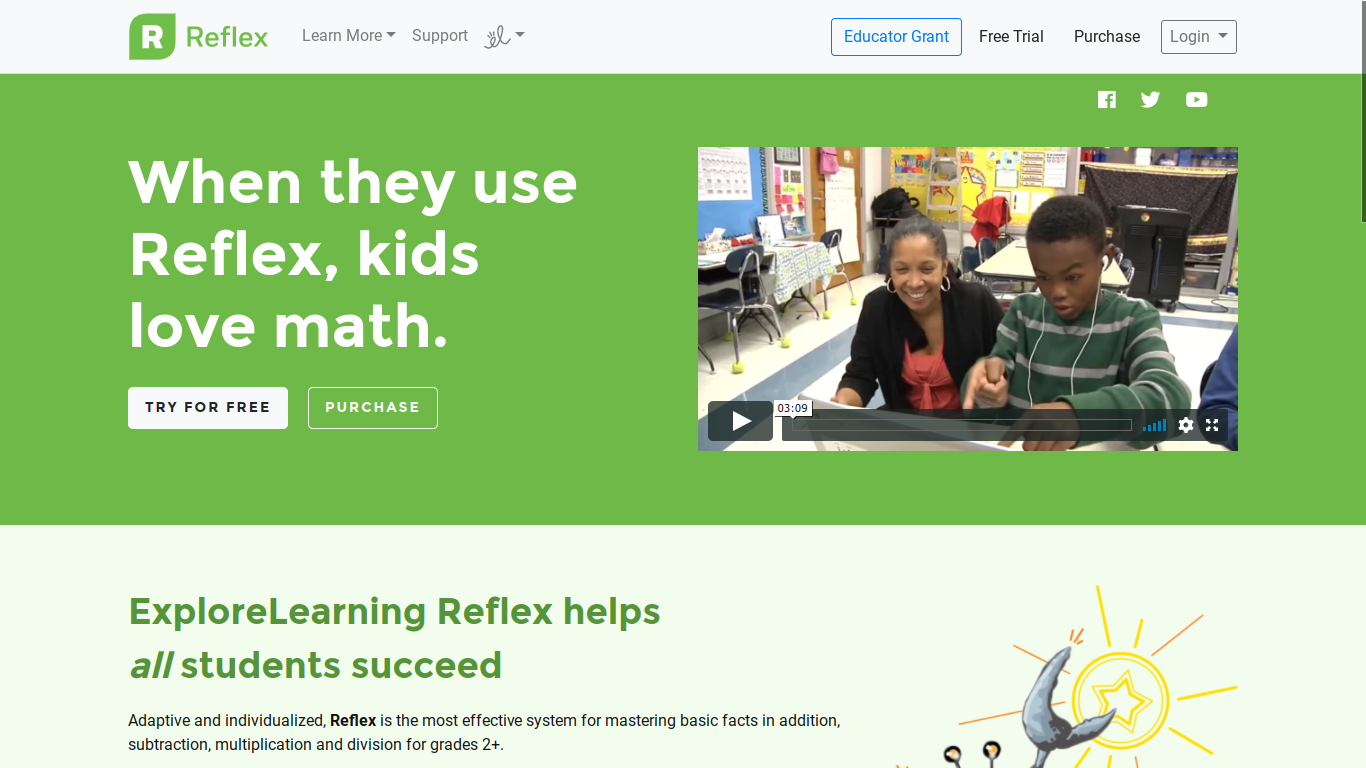 R Reflex
Learn More
Support
el
Educator Grant
Free Trial
Purchase
Login
When they use
Reflex, kids
love math.
TRY FOR FREE
PURCHASE
03:09
ExploreLearning Reflex helps
all students succeed
Adaptive and individualized, Reflex is the most effective system for mastering basic facts in addition,
subtraction, multiplication and division for grades 2+.